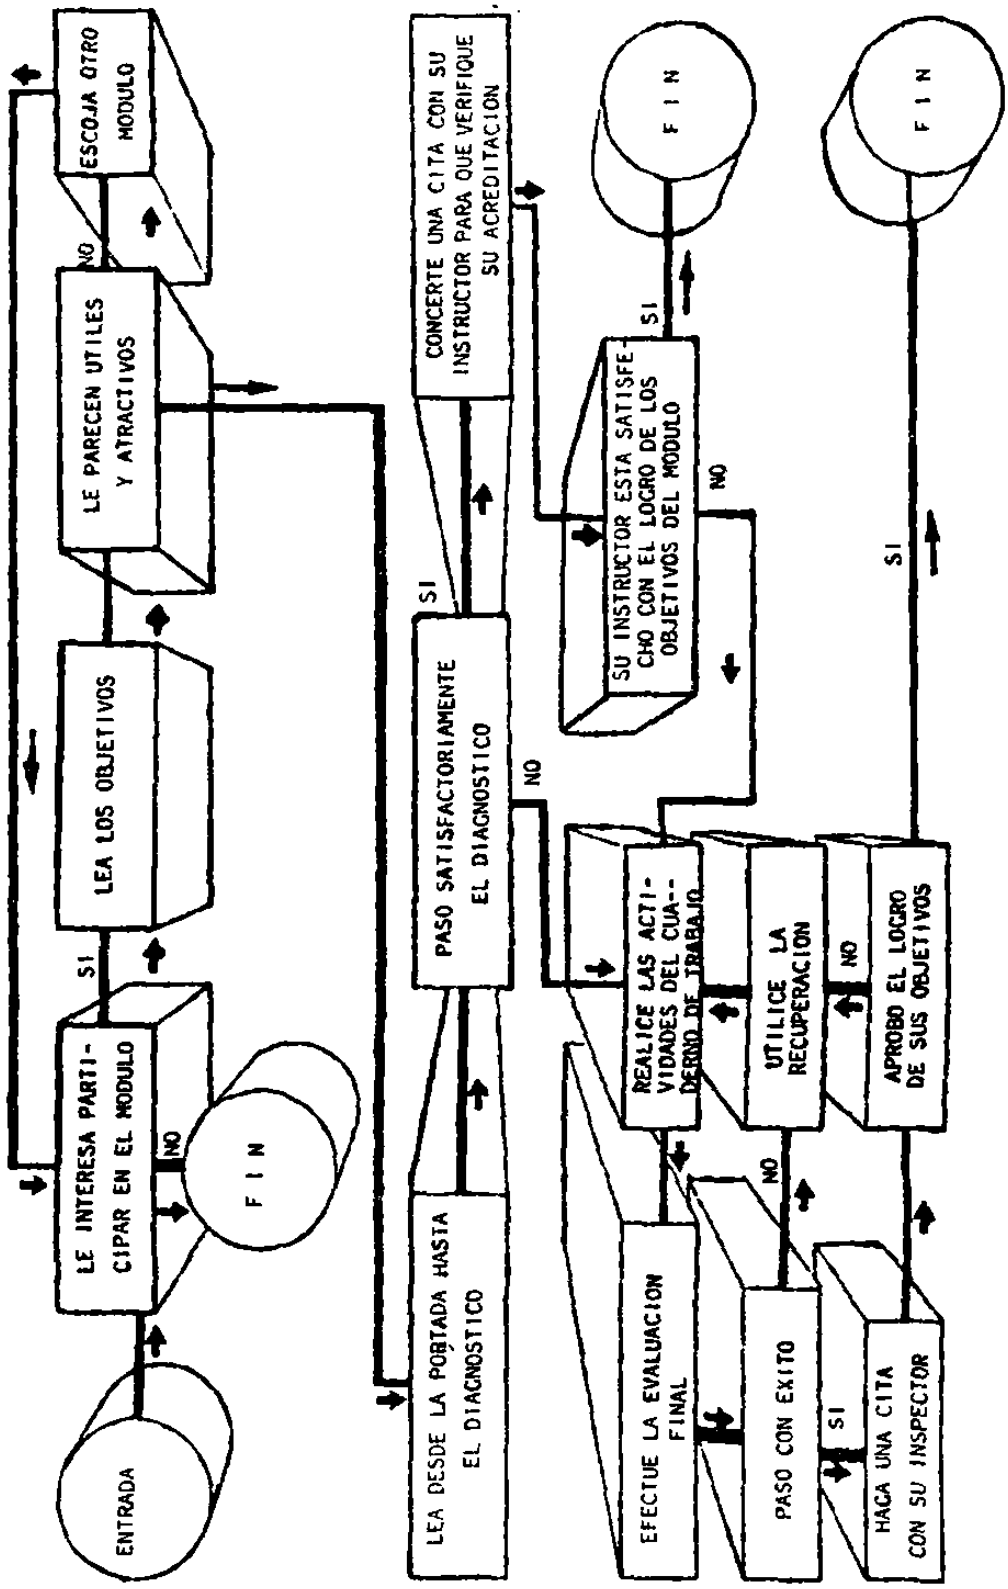 ENTRADA
LE INTERESA PARTI-
CIPAR EN EL MODULO
NO
FIN
SI
LEA LOS OBJETIVOS
LE PARECEN UTILES
Y ATRACTIVOS
NO
ESCOJA OTRO
MODULO
LEA DESDE LA PORTADA HASTA
EL DIAGNOSTICO
PASO SATISFACTORIAMENTE
EL DIAGNOSTICO
SI
NO
CONCERTE UNA CITA CON SU
INSTRUCTOR PARA QUE VERIFIQUE
SU ACREDITACION
SU INSTRUCTOR ESTA SATISFE-
CHO CON EL LOGRO DE LOS
OBJETIVOS DEL MODULO
SI
NO
FIN
REALICE LAS ACTI-
VIDADES DEL CUA--
DERNO DE TRABAJO
EFECTUE LA EVALUACION
FINAL
PASO CON EXITO
NO
UTILICE LA
RECUPERACION
SI
HAGA UNA CITA
CON SU INSPECTOR
NO
APROBO EL LOGRO
DE SUS OBJETIVOS
SI
FIN